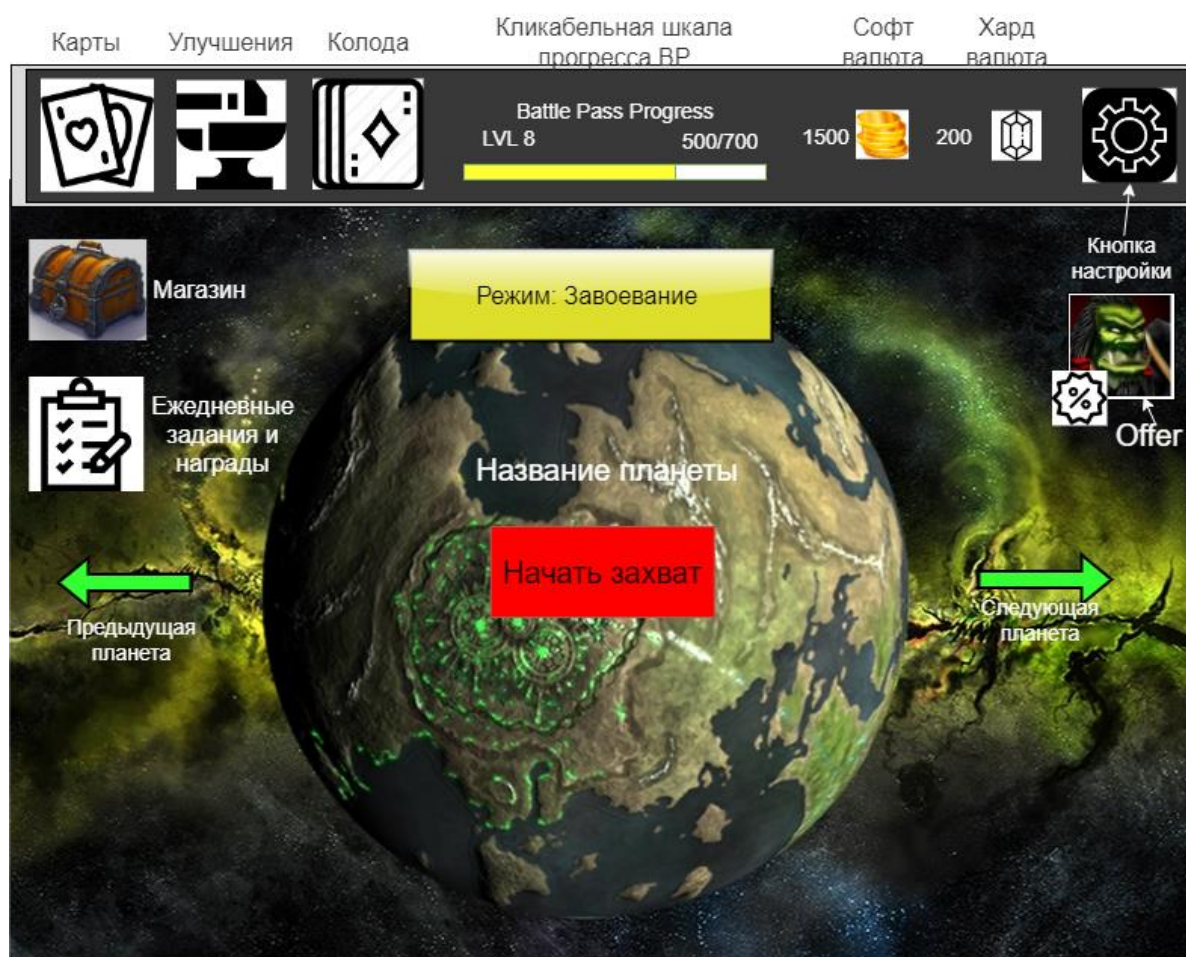 Карты
Улучшения
Колода
Кликабельная шкала
прогресса BP
Софт
валюта
Хард
валюта
Battle Pass Progress
LVL 8
500/700
1500
200
Кнопка
настройки
Магазин
Режим: Завоевание
Ежедневные
задания и
награды
Offer
Название планеты
Начать захват
Предыдущая
планета
Следующая
планета